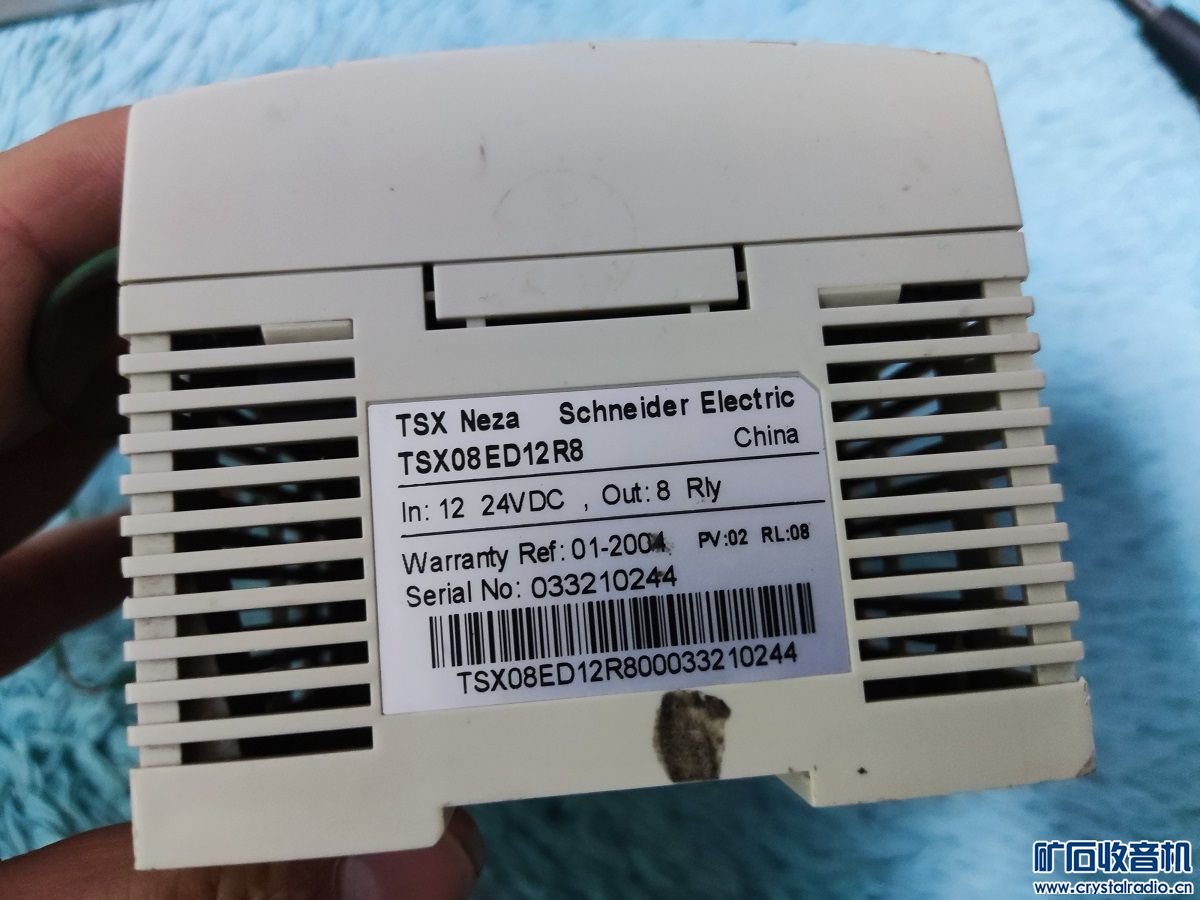 TSX Neza Schneider Electric
TSX08ED12R8 China
In: 12 24VDC , Out: 8 Rly
Warranty Ref: 01-2004 PV:02 RL:08
Serial No: 033210244
TSX08ED12R800033210244
矿石收音机
www.crystalradio.cn